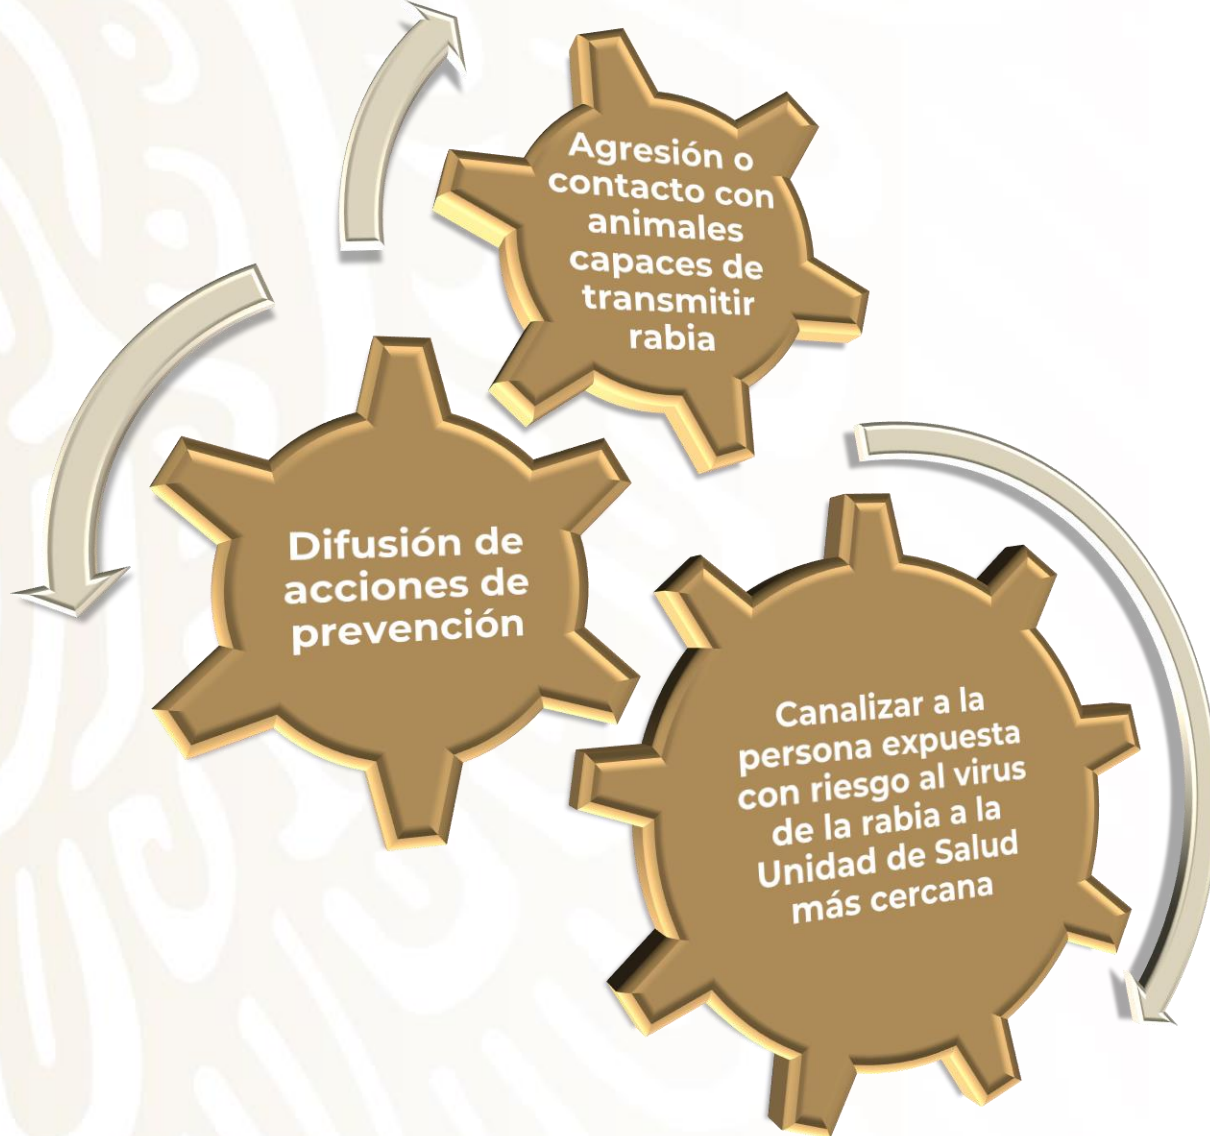 Agresión o
contacto con
animales
capaces de
transmitir
rabia
Difusión de
acciones de
prevención
Canalizar a la
persona expuesta
con riesgo al virus
de la rabia a la
Unidad de Salud
más cercana